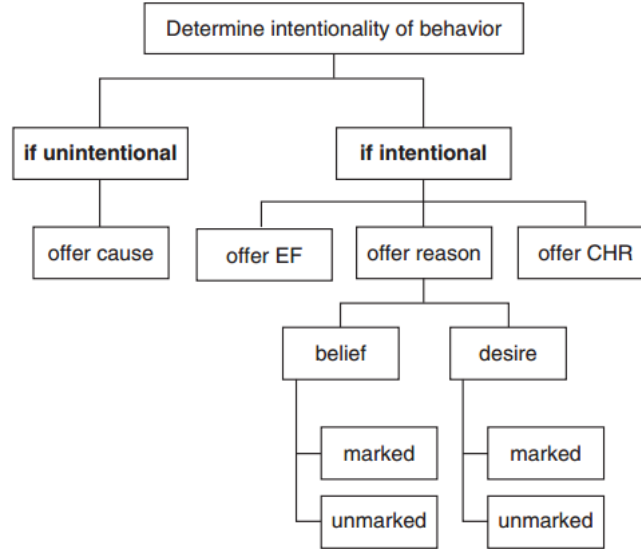 Determine intentionality of behavior
if unintentional
if intentional
offer cause
offer EF
offer reason
offer CHR
belief
desire
marked
marked
unmarked
unmarked